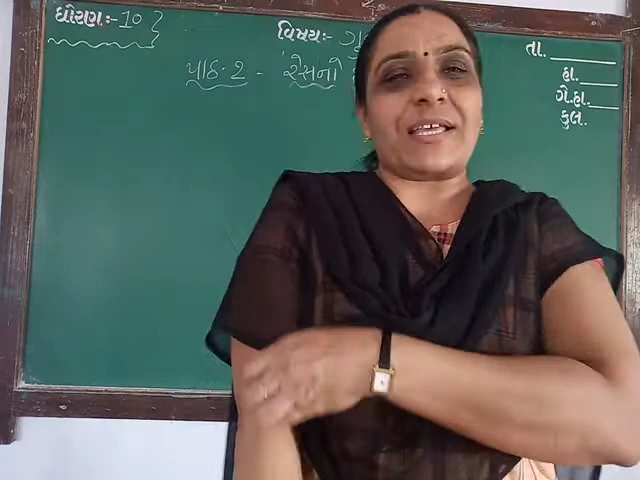 ધોરણ:- 10
વિષય:- ગુ
પાઠ.2 - 'રેસનો
તા.
હા.
ગે.હા.
કુલ.